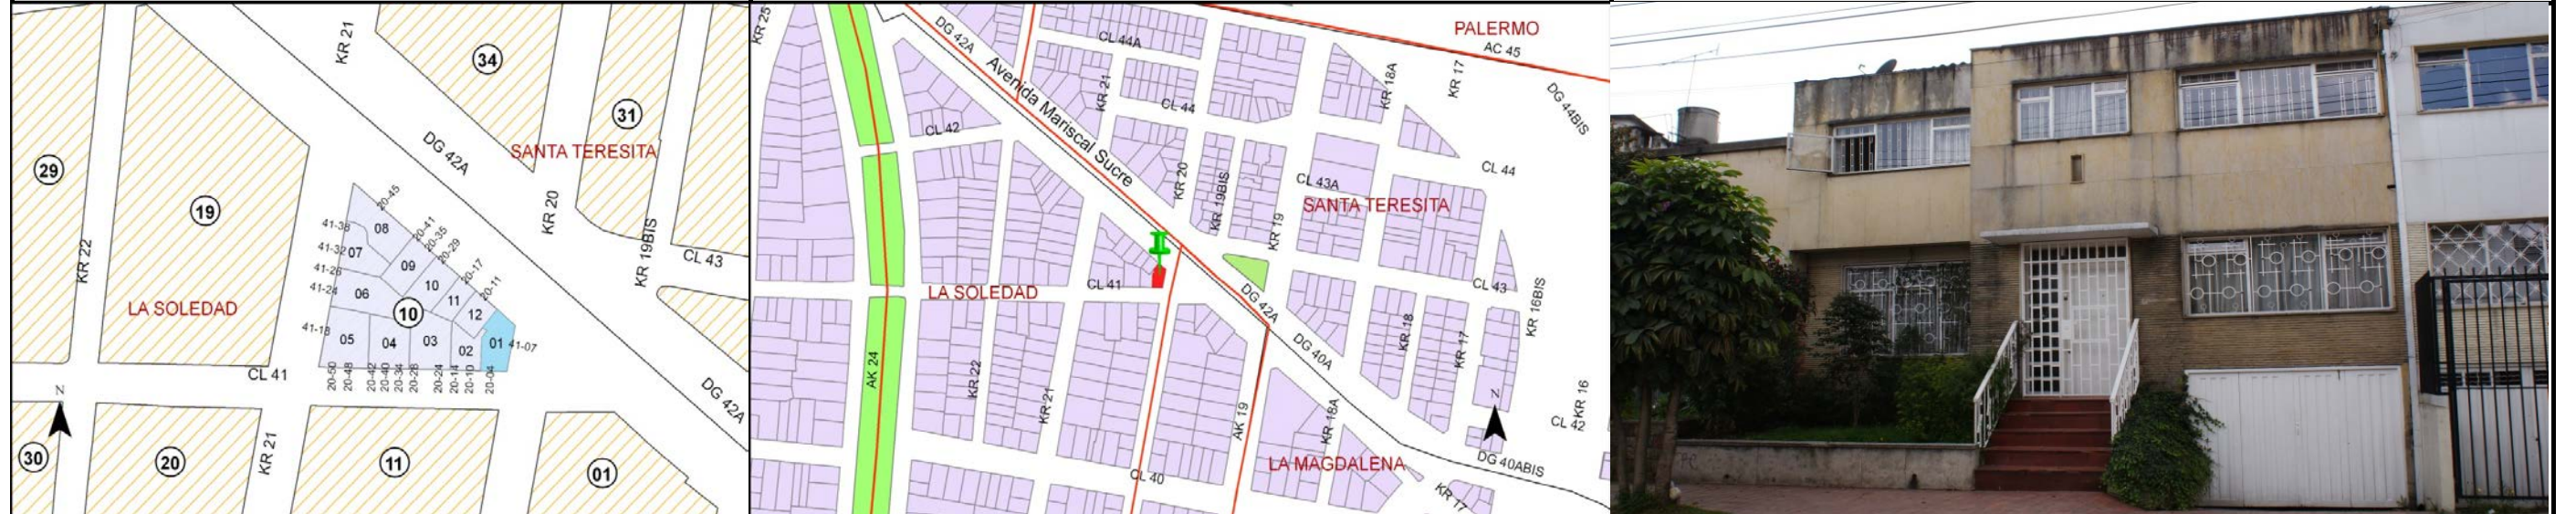 KR 21
34
31
29
19
DG 42A
SANTA TERESITA
KR 20
KR 19BIS
CL 43
KR 22
LA SOLEDAD
20-45
41-38
08
20-41
20-35
20-29
41-32
07
09
20-17
41-26
41-24
06
10
11
20-11
10
12
41-18
05
04
03
02
01
41-07
CL 41
20-50
20-48
20-42
20-40
20-34
20-28
20-24
20-14
20-10
20-04
DG 42A
N
30
20
KR 21
11
01
KR 25
DG 42A
CL 44A
PALERMO
AC 45
Avenida Mariscal Sucre
KR 21
CL 44
KR 18A
KR 17
DG 44BIS
CL 42
KR 20
KR 19BIS
CL 43A
CL 44
SANTA TERESITA
KR 19
LA SOLEDAD
CL 41
DG 42A
CL 43
KR 16BIS
AK 24
KR 22
KR 21
AK 19
DG 40A
KR 18
KR 17
KR 18A
N
KR 16
CL 42
LA MAGDALENA
CL 40
DG 40ABIS
KR 17